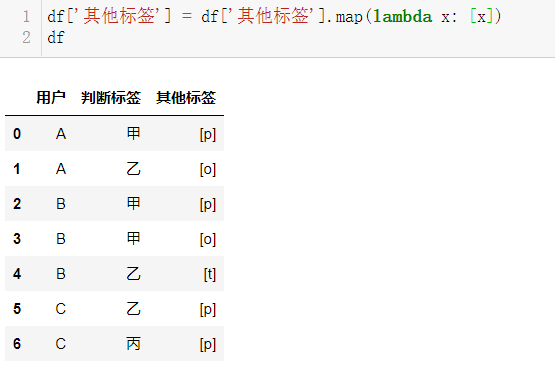 1 df['其他标签'] = df['其他标签'].map(lambda x: [x])
2 df
用户 判断标签 其他标签
0 A 甲 [p]
1 A 乙 [o]
2 B 甲 [p]
3 B 甲 [o]
4 B 乙 [t]
5 C 乙 [p]
6 C 丙 [p]